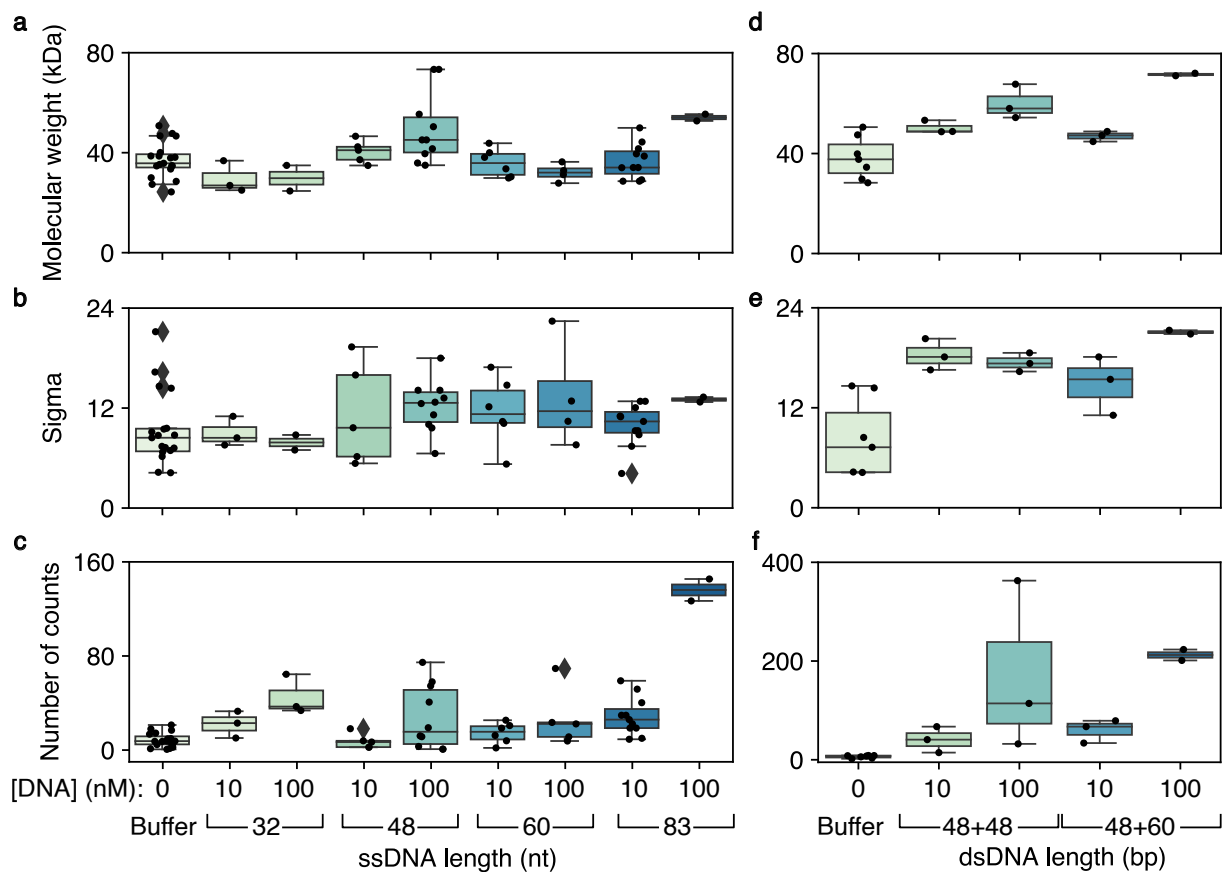 a
d
Molecular weight (kDa)
80
40
0
80
40
0
b
e
Sigma
24
12
0
24
12
0
c
f
Number of counts
160
80
0
400
200
0
[DNA] (nM): 0 10 100 10 100 10 100 10 100
0 10 100 10 100
Buffer 32 48 60 83
Buffer 48+48 48+60
ssDNA length (nt)
dsDNA length (bp)